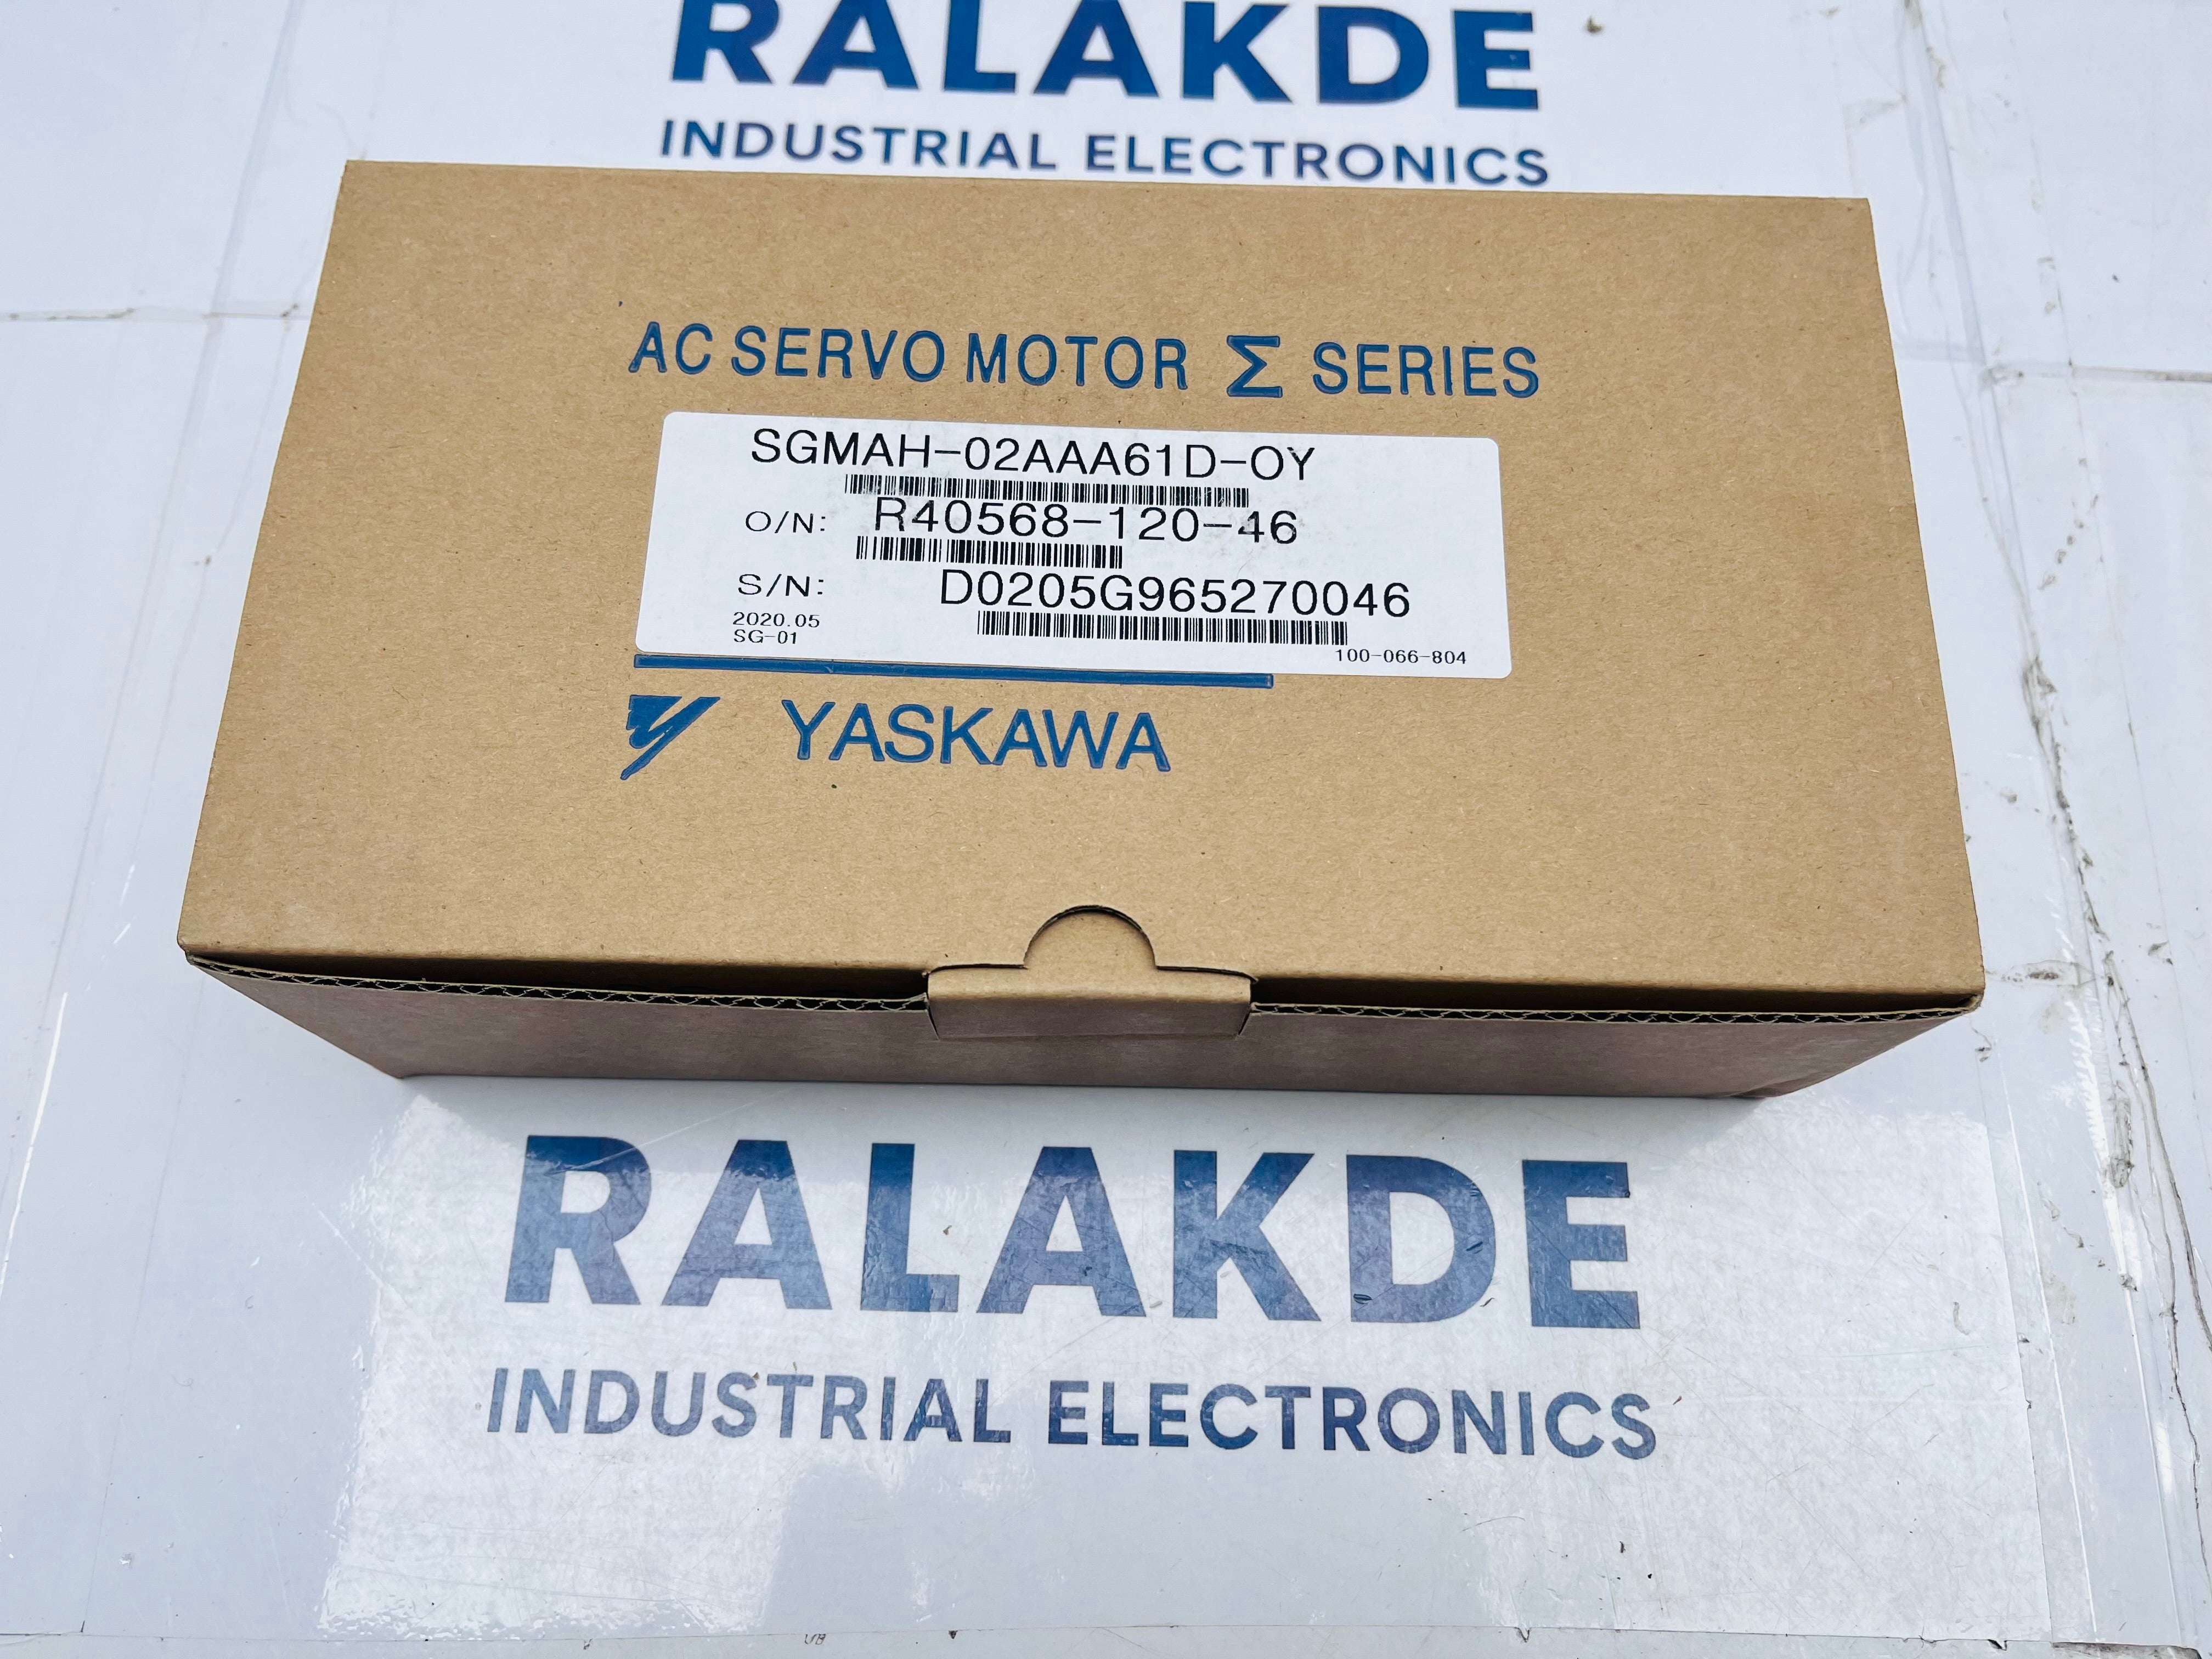 RALAKDE
INDUSTRIAL ELECTRONICS
AC SERVO MOTOR Σ SERIES
SGMAH-02AAA61D-OY
O/N: R40568-120-46
S/N: D0205G965270046
2020.05
SG-01
100-066-804
YASKAWA
RALAKDE
INDUSTRIAL ELECTRONICS